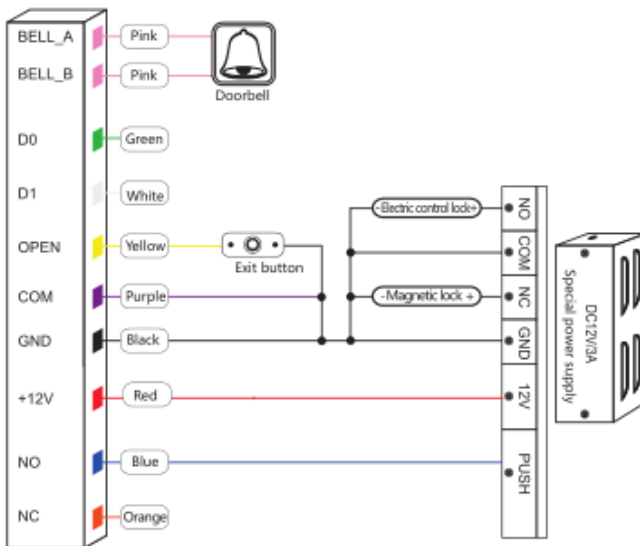 BELL_A
Pink
BELL_B
Pink
Doorbell
D0
Green
D1
White
OPEN
Yellow
Exit button
COM
Purple
GND
Black
+12V
Red
NO
Blue
NC
Orange
-Electric control lock+
-Magnetic lock +
NO
COM
NC
GND
12V
PUSH
DC12V/3A
Special power supply